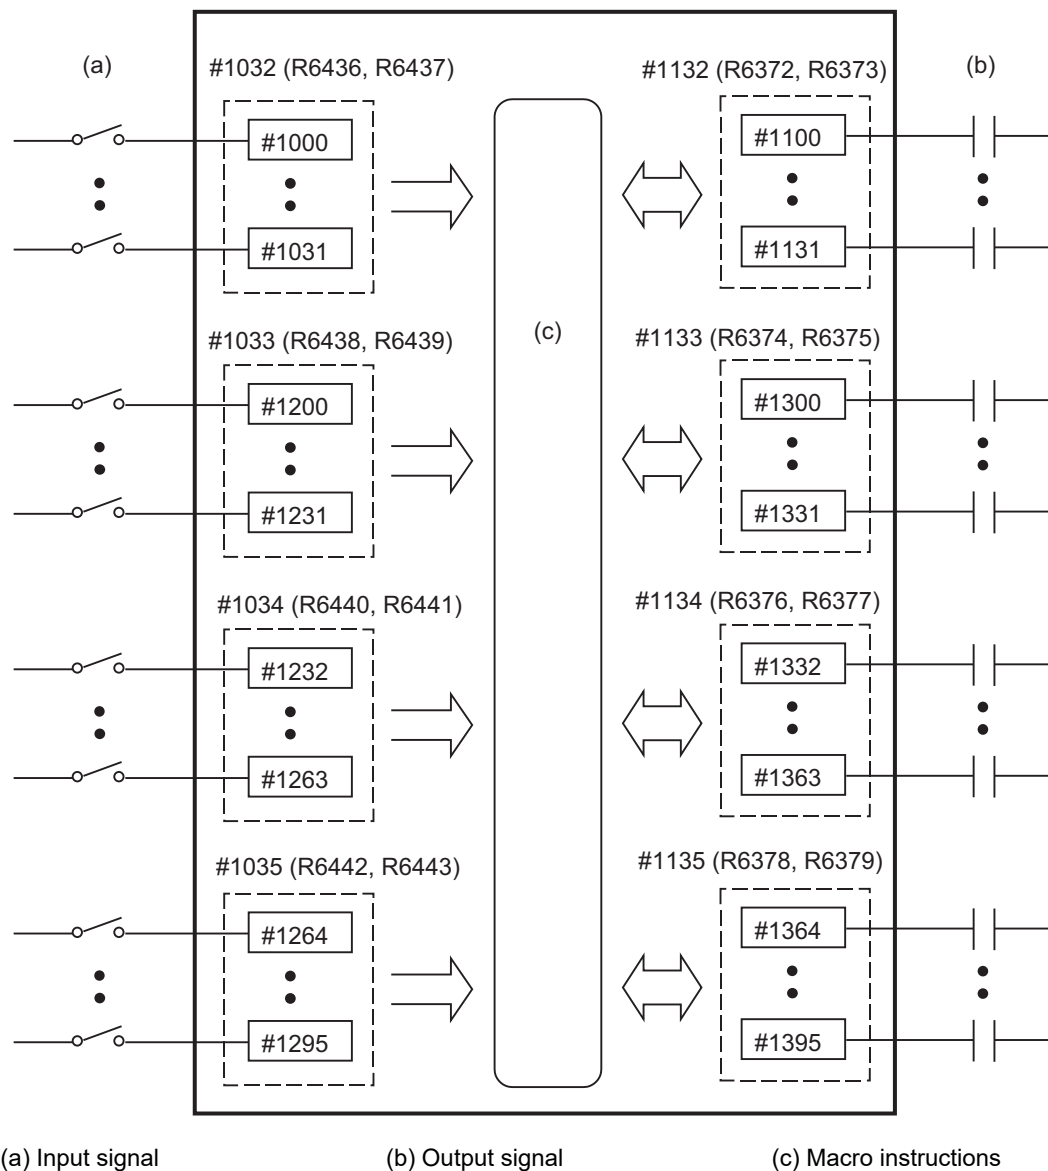 (a)
(b)
#1032 (R6436, R6437)
#1132 (R6372, R6373)
#1000
#1100
#1031
#1131
(c)
#1033 (R6438, R6439)
#1133 (R6374, R6375)
#1200
#1300
#1231
#1331
#1034 (R6440, R6441)
#1134 (R6376, R6377)
#1232
#1332
#1263
#1363
#1035 (R6442, R6443)
#1135 (R6378, R6379)
#1264
#1364
#1295
#1395
(a) Input signal
(b) Output signal
(c) Macro instructions